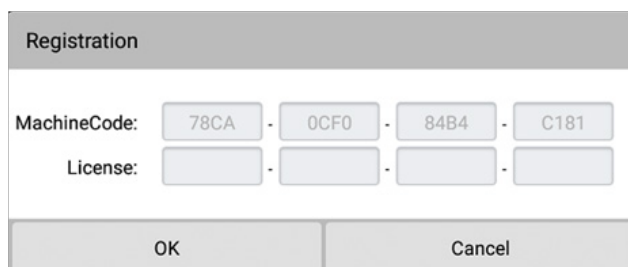 Registration
MachineCode: 78CA - 0CF0 - 84B4 - C181
License: - - -
OK Cancel